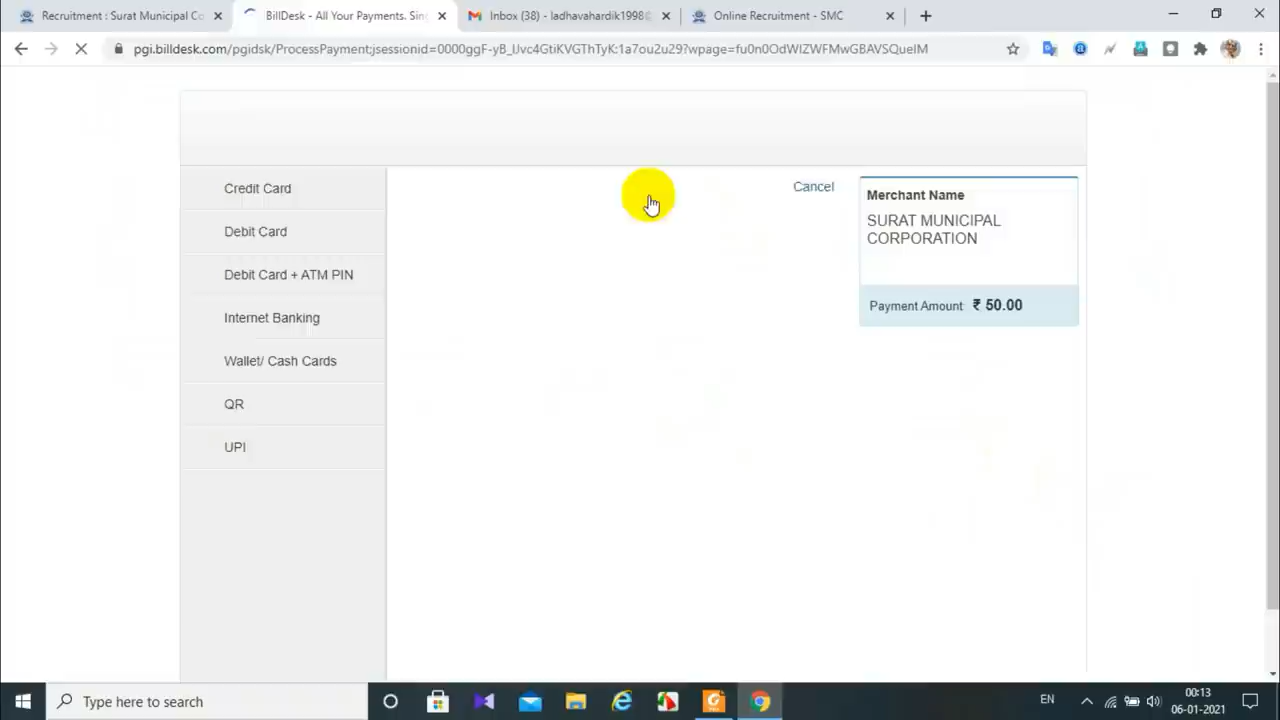 Recruitment : Surat Municipal Co
BillDesk - All Your Payments. Sin
Inbox (38) - ladhavahardik1998@
Online Recruitment - SMC
pgi.billdesk.com/pgidsk/ProcessPayment;jsessionid=0000ggF-yB_lJvc4GtiKVGThTyK:1a7ou2u29?wpage=fu0n0OdWIZWFMwGBAVSQueIM
Credit Card
Debit Card
Debit Card + ATM PIN
Internet Banking
Wallet/ Cash Cards
QR
UPI
Cancel
Merchant Name
SURAT MUNICIPAL
CORPORATION
Payment Amount ₹ 50.00
Type here to search
EN
00:13
06-01-2021